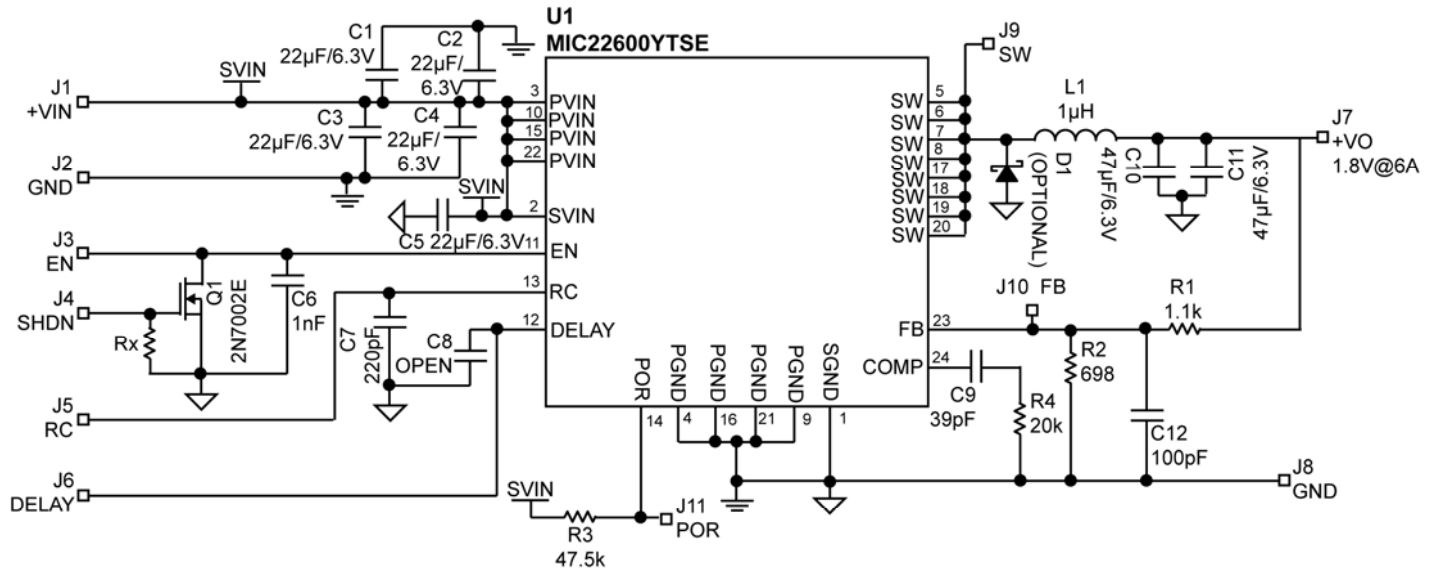 U1
MIC22600YTSE
C1
22µF/6.3V
C2
22µF/
6.3V
SVIN
J1
+VIN
C3
22µF/6.3V
C4
22µF/
6.3V
J2
GND
SVIN
C5 22µF/6.3V
J3
EN
J4
SHDN
Rx
Q1
2N7002E
C6
1nF
C7
220pF
C8
OPEN
J5
RC
J6
DELAY
3
PVIN
10
PVIN
15
PVIN
22
PVIN
2
SVIN
11
EN
13
RC
12
DELAY
POR
PGND
PGND
PGND
PGND
SGND
14
4
16
21
9
1
SW
5
SW
6
SW
7
SW
8
SW
17
SW
18
SW
19
SW
20
FB
23
COMP
24
J9
SW
L1
1µH
D1
(OPTIONAL)
C10
47µF/6.3V
C11
47µF/6.3V
J7
+VO
1.8V@6A
J10 FB
R1
1.1k
R2
698
C9
39pF
R4
20k
C12
100pF
J8
GND
SVIN
R3
47.5k
J11
POR